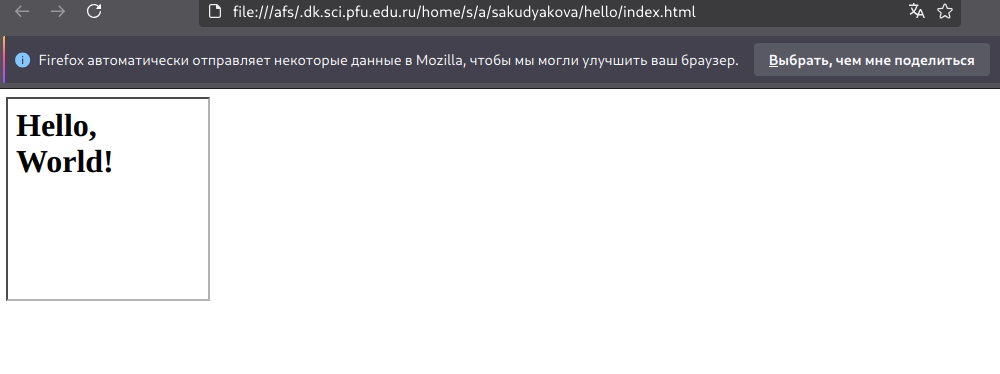 file:///afs/.dk.sci.pfu.edu.ru/home/s/a/sakudyakova/hello/index.html
Firefox автоматически отправляет некоторые данные в Mozilla, чтобы мы могли улучшить ваш браузер. Выбрать, чем мне поделиться
Hello,
World!